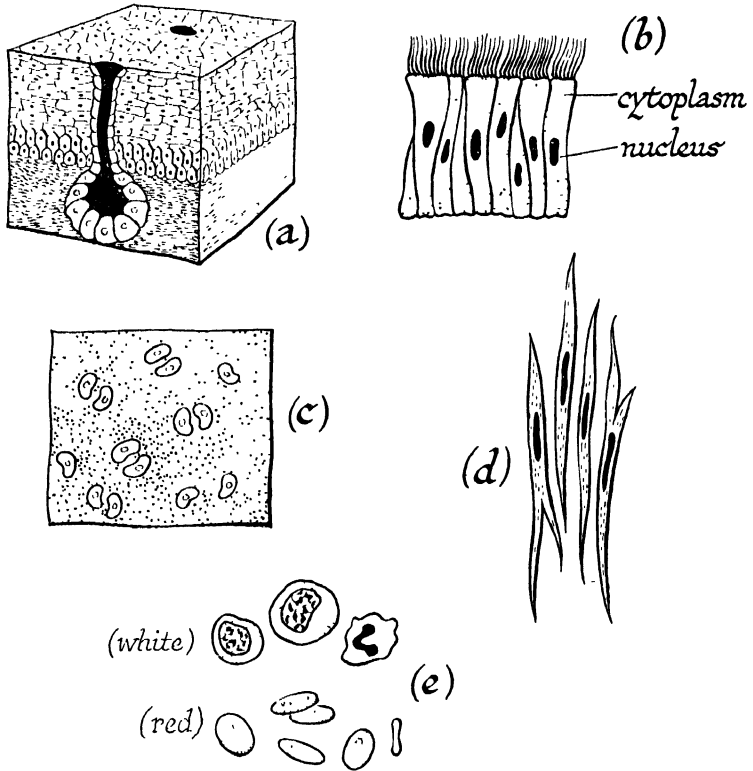 (b)
cytoplasm
nucleus
(a)
(c)
(d)
(white)
(e)
(red)